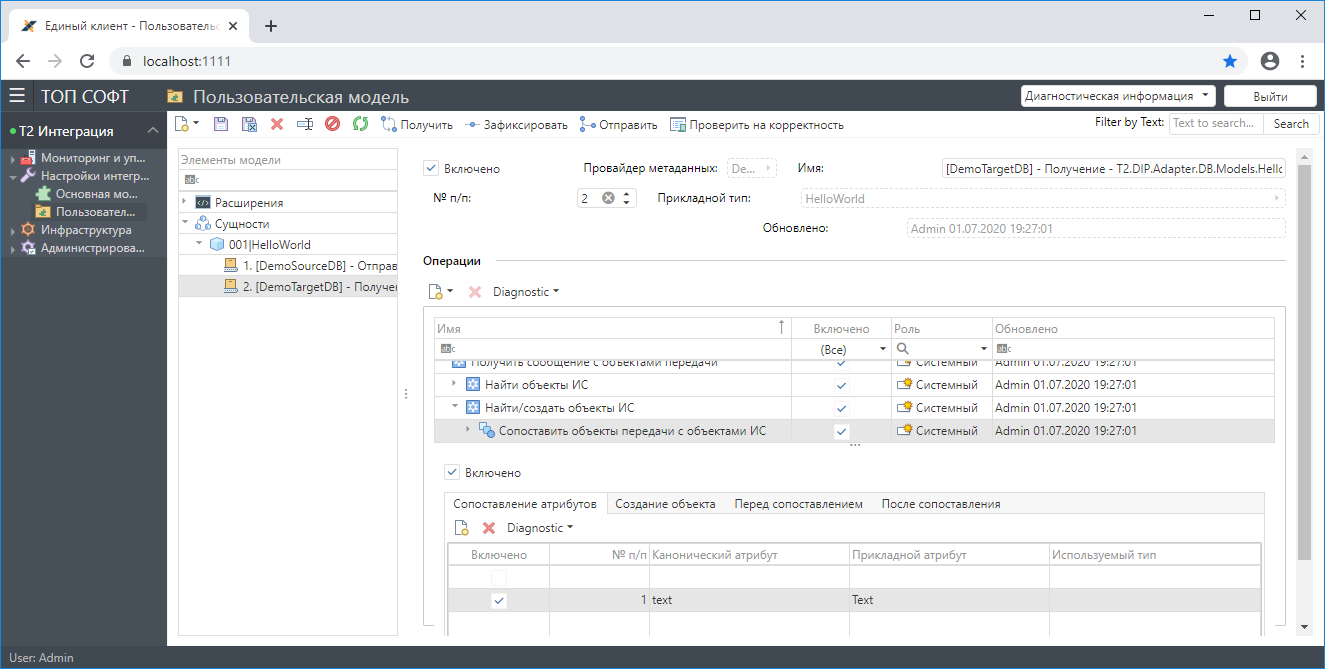 Единый клиент - Пользовательс
localhost:1111
ТОП СОФТ
Пользовательская модель
Диагностическая информация
Выйти
Т2 Интеграция
Мониторинг и уп...
Настройки интегр...
Основная мо...
Пользовател...
Инфраструктура
Администрирова...
Получить
Зафиксировать
Отправить
Проверить на корректность
Filter by Text:
Text to search...
Search
Элементы модели
abc
Расширения
Сущности
001|HelloWorld
1. [DemoSourceDB] - Отправ
2. [DemoTargetDB] - Получен
Включено
Провайдер метаданных:
De...
Имя:
[DemoTargetDB] - Получение - T2.DIP.Adapter.DB.Models.Hellc
№ п/п:
2
Прикладной тип:
HelloWorld
Обновлено:
Admin 01.07.2020 19:27:01
Операции
Diagnostic
Имя
Включено
Роль
Обновлено
abc
(Все)
abc
Получить сообщение с объектами передачи
Системный
Admin 01.07.2020 19:27:01
Найти объекты ИС
Системный
Admin 01.07.2020 19:27:01
Найти/создать объекты ИС
Системный
Admin 01.07.2020 19:27:01
Сопоставить объекты передачи с объектами ИС
Системный
Admin 01.07.2020 19:27:01
Включено
Сопоставление атрибутов
Создание объекта
Перед сопоставлением
После сопоставления
Diagnostic
Включено
№ п/п
Канонический атрибут
Прикладной атрибут
Используемый тип
1
text
Text
User: Admin